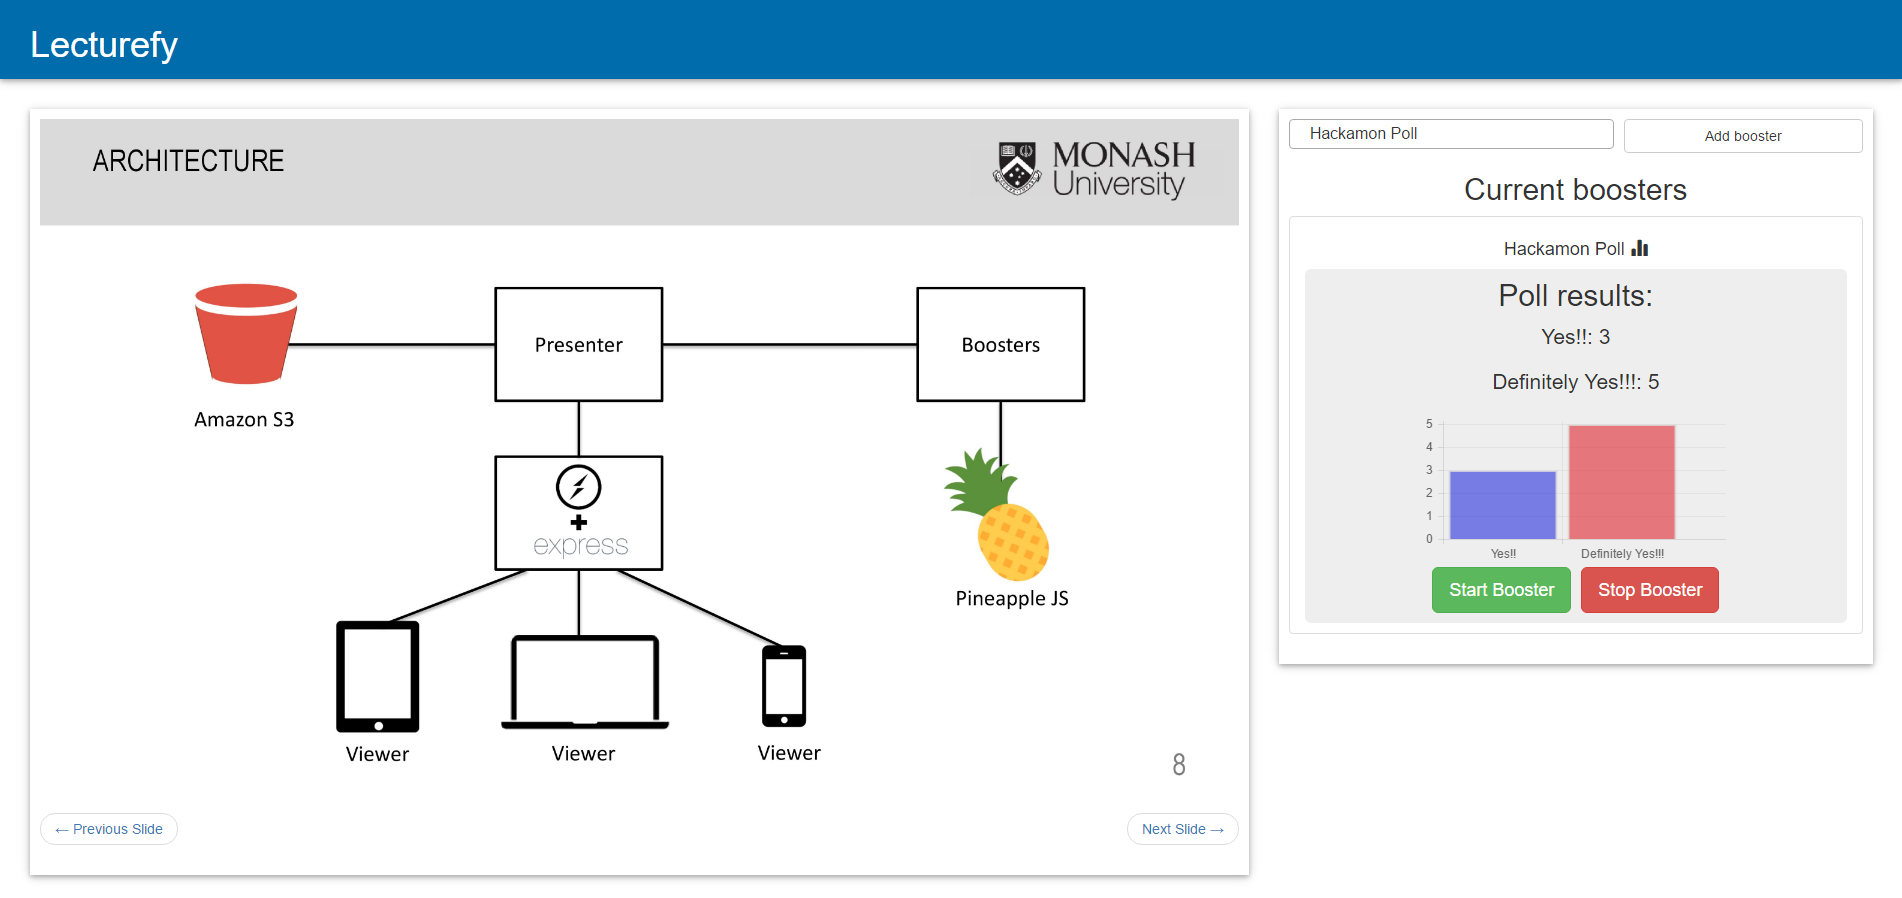 Lecturefy
ARCHITECTURE
MONASH
University
Presenter
Boosters
Amazon S3
+
express
Pineapple JS
Viewer
Viewer
Viewer
8
← Previous Slide
Next Slide →
Hackamon Poll
Add booster
Current boosters
Hackamon Poll
Poll results:
Yes!!: 3
Definitely Yes!!!: 5
5
4
3
2
1
0
Yes!!
Definitely Yes!!!
Start Booster
Stop Booster